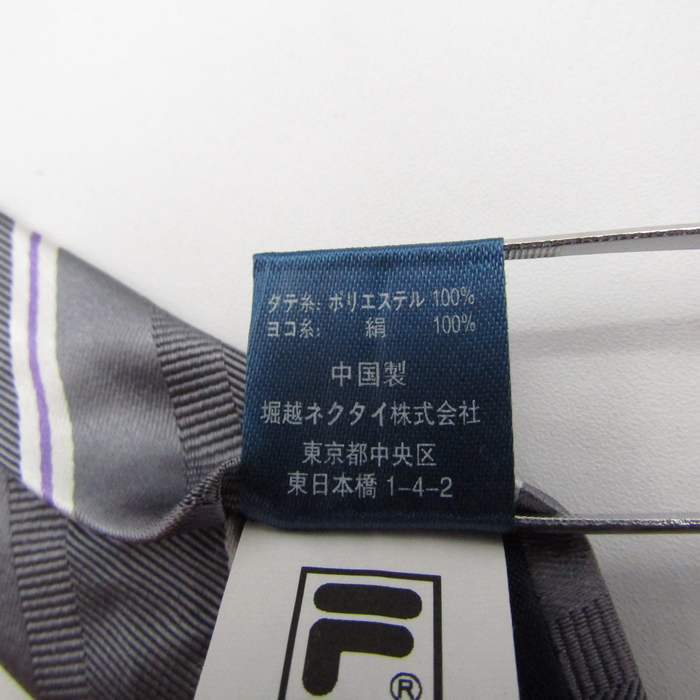 タテ糸: ポリエステル 100%
ヨコ糸: 絹 100%
中国製
堀越ネクタイ株式会社
東京都中央区
東日本橋 1-4-2
F
®